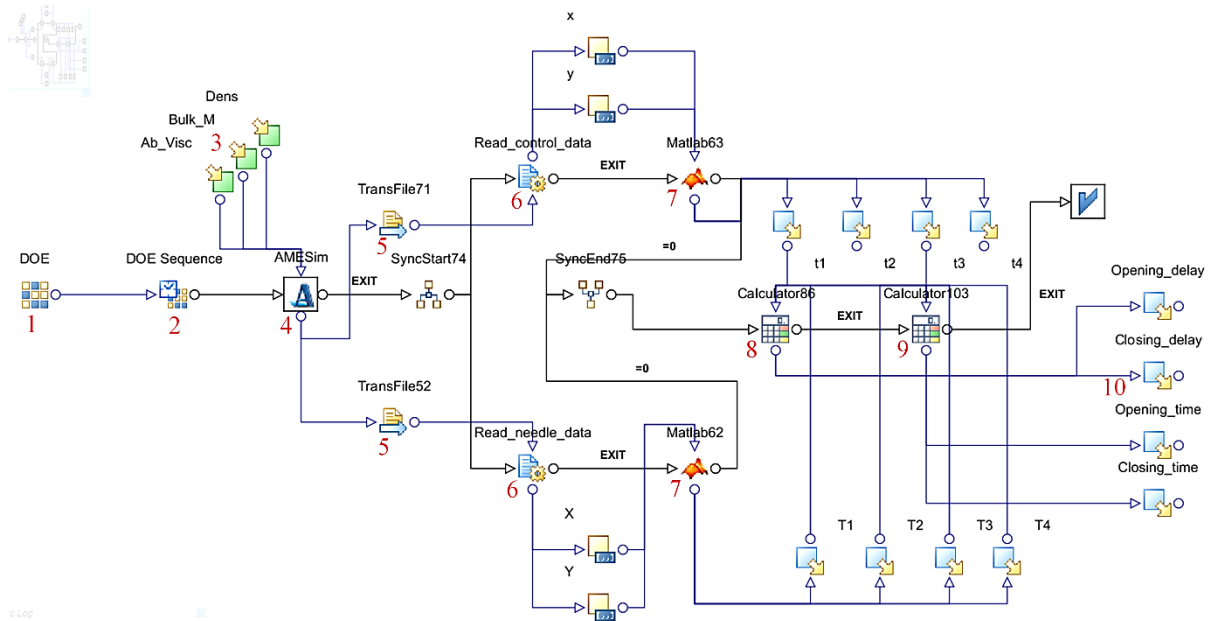 x
y
Dens
Bulk_M
3
Ab_Visc
Read_control_data
Matlab63
EXIT
6
7
TransFile71
5
t1
t2
t3
t4
=0
DOE
DOE Sequence
AMESim
EXIT
SyncStart74
SyncEnd75
Calculator86
Calculator103
EXIT
Opening_delay
1
2
4
EXIT
8
9
Closing_delay
10
=0
TransFile52
5
Opening_time
Read_needle_data
Matlab62
EXIT
6
7
Closing_time
X
T1
T2
T3
T4
Y
c Log